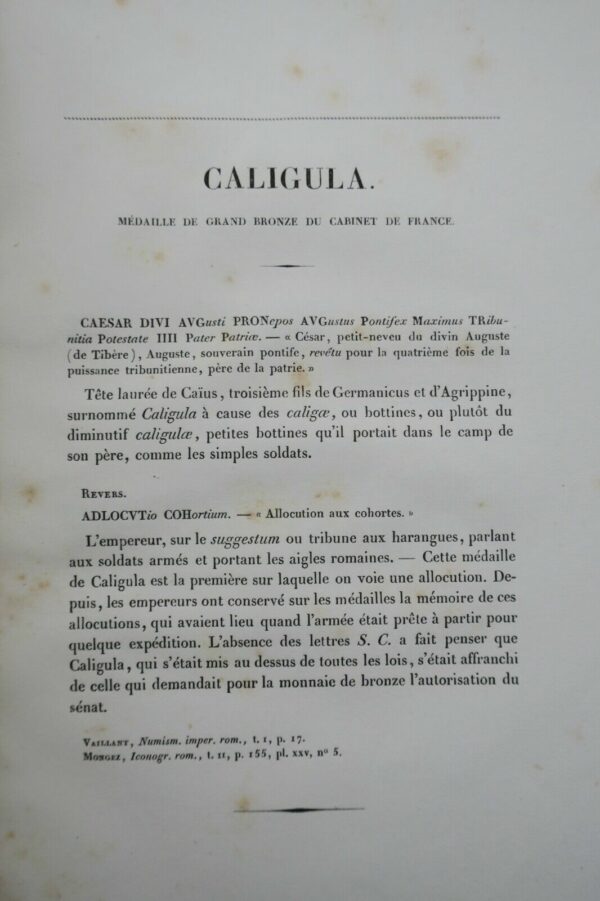 CALIGULA.
MÉDAILLE DE GRAND BRONZE DU CABINET DE FRANCE.
CAESAR DIVI AVGusti PRONepos AVGustus Pontifex Maximus TRibu-
nitia Potestate IIII Pater Patriæ. — « César, petit-neveu du divin Auguste
(de Tibère), Auguste, souverain pontife, revêtu pour la quatrième fois de la
puissance tribunitienne, père de la patrie. »
Tête laurée de Caïus, troisième fils de Germanicus et d'Agrippine,
surnommé Caligula à cause des caligæ, ou bottines, ou plutôt du
diminutif caligulæ, petites bottines qu'il portait dans le camp de
son père, comme les simples soldats.
REVERS.
ADLOCVTio COHortium. — « Allocution aux cohortes. »
L'empereur, sur le suggestum ou tribune aux harangues, parlant
aux soldats armés et portant les aigles romaines. — Cette médaille
de Caligula est la première sur laquelle on voie une allocution. De-
puis, les empereurs ont conservé sur les médailles la mémoire de ces
allocutions, qui avaient lieu quand l'armée était prête à partir pour
quelque expédition. L'absence des lettres S. C. a fait penser que
Caligula, qui s'était mis au dessus de toutes les lois, s'était affranchi
de celle qui demandait pour la monnaie de bronze l'autorisation du
sénat.
VAILLANT, Numism. imper. rom., t. I, p. 17.
MONGEZ, Iconogr. rom., t. II, p. 155, pl. XXV, nº 5.